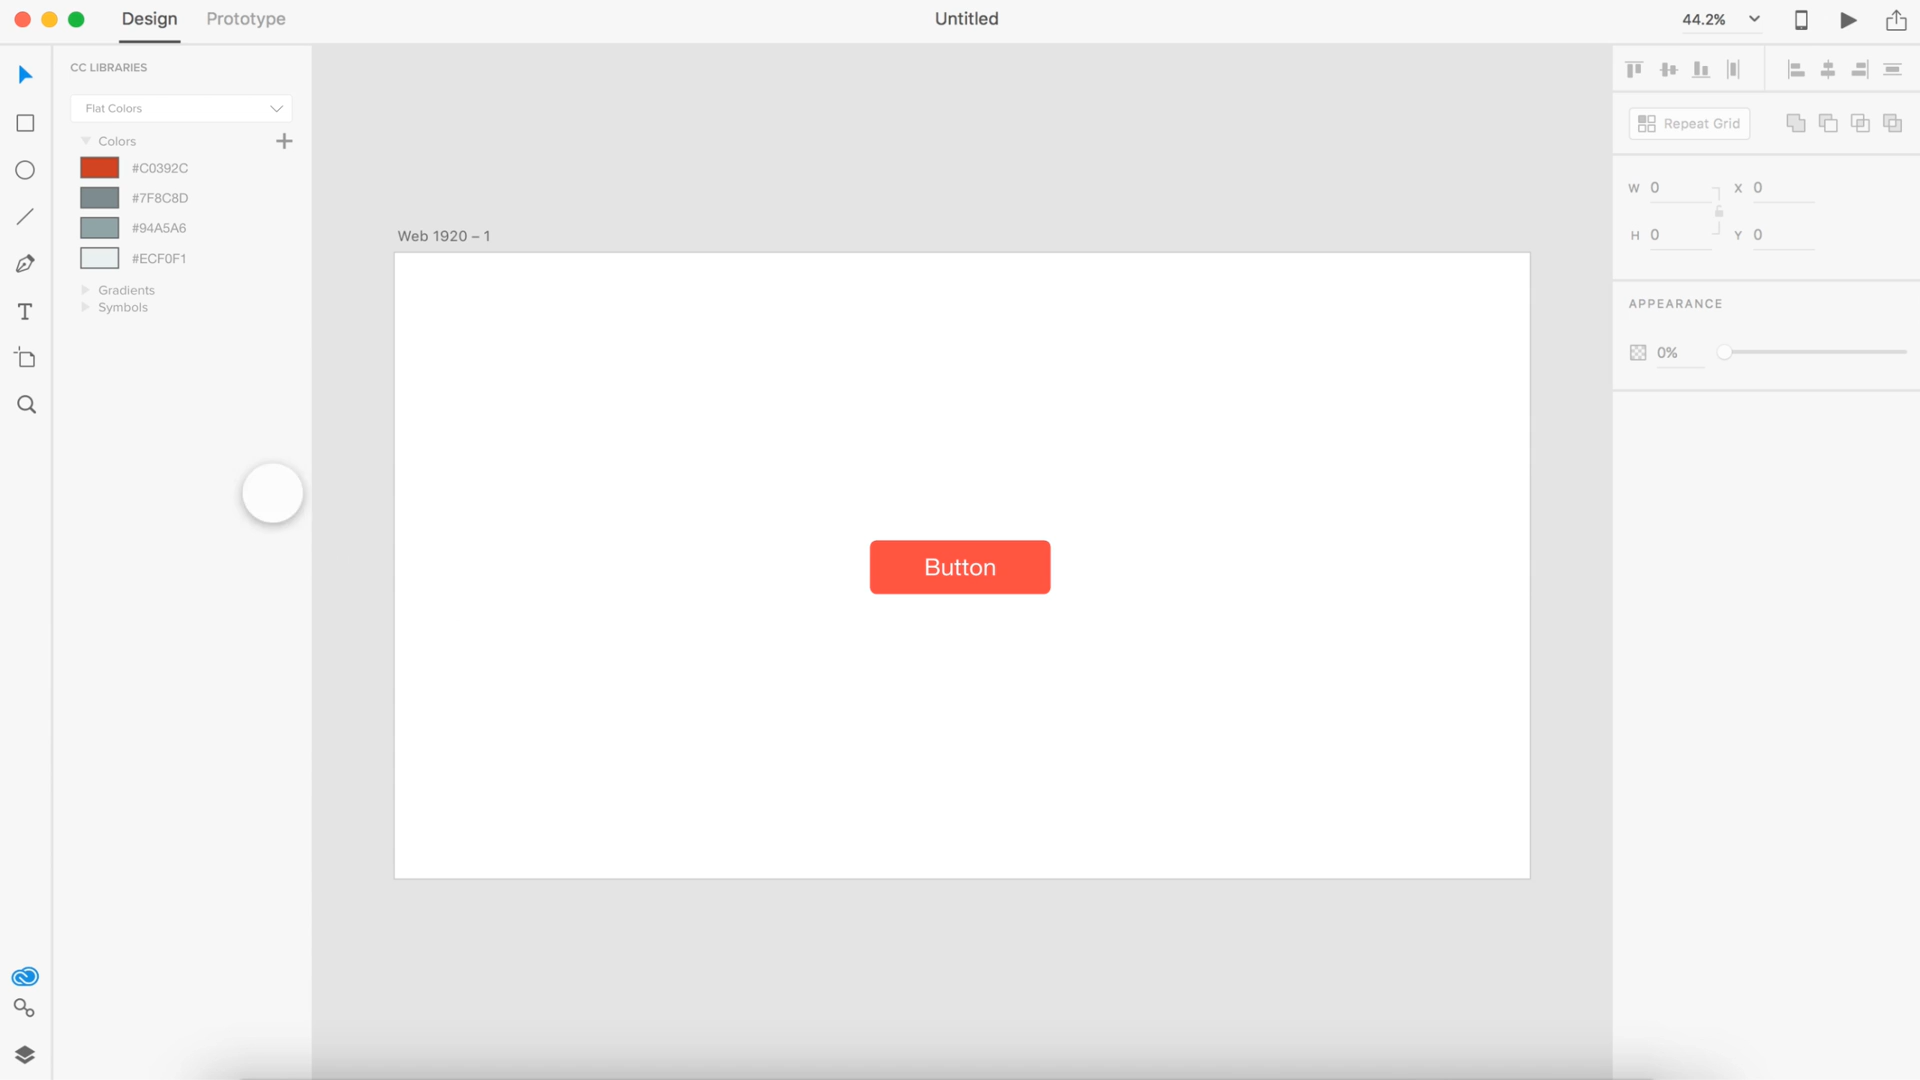 Design Prototype Untitled 44.2%
CC LIBRARIES
Flat Colors
Colors
#C0392C
#7F8C8D
#94A5A6
#ECF0F1
Gradients
Symbols
T
Web 1920 – 1
Button
Repeat Grid
W 0 X 0
H 0 Y 0
APPEARANCE
0%